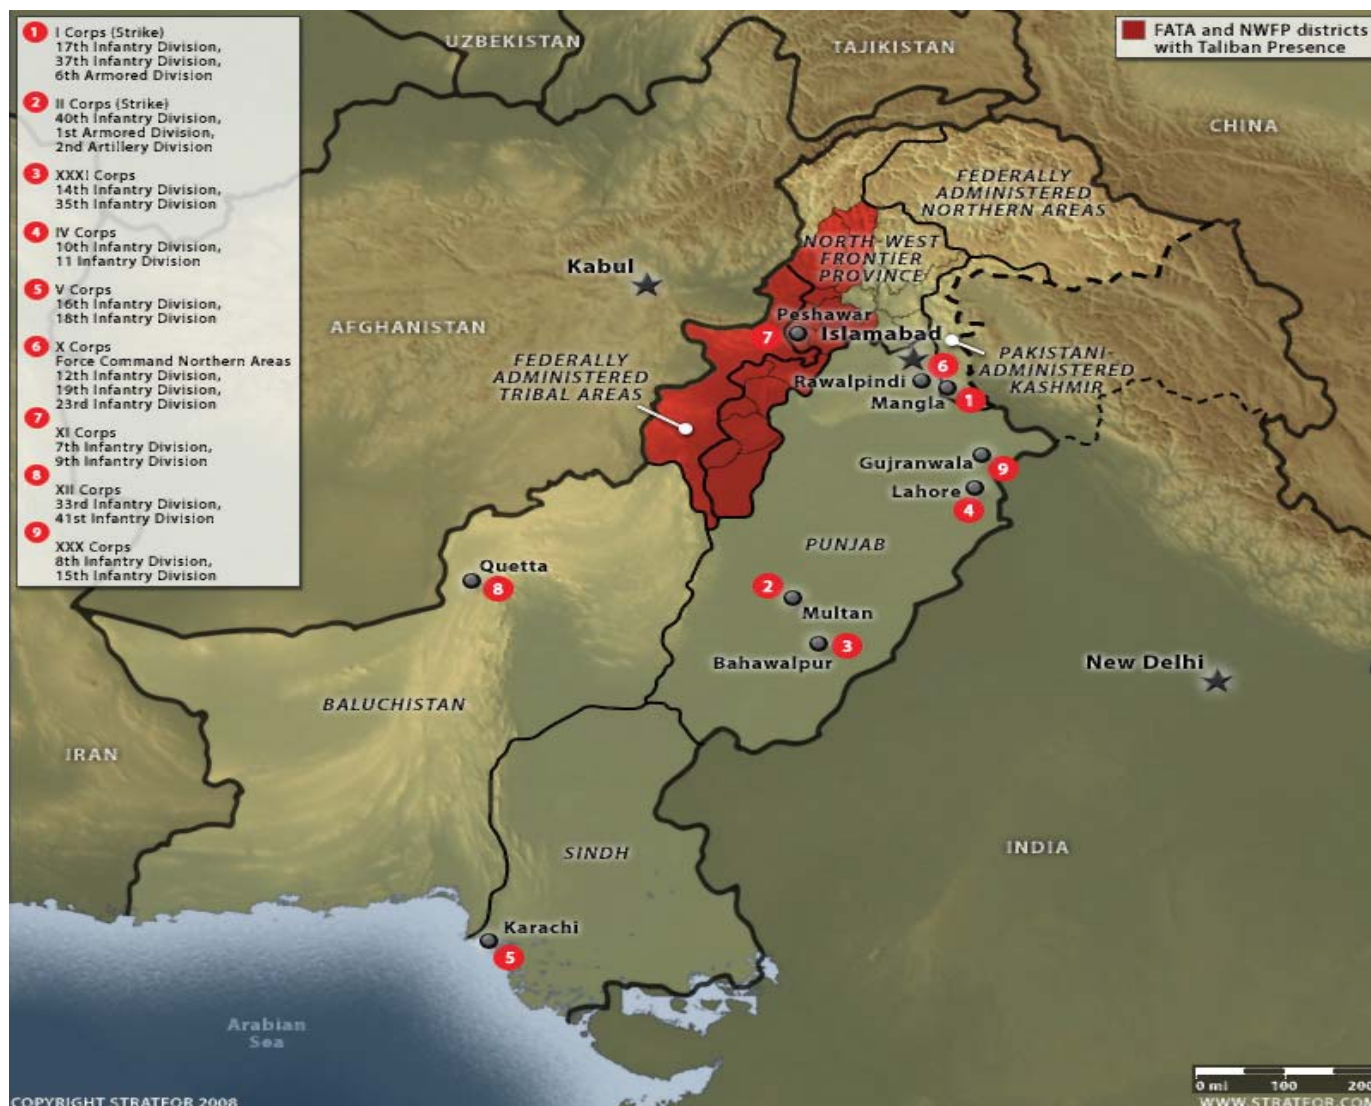 1 I Corps (Strike)
17th Infantry Division,
37th Infantry Division,
6th Armored Division
2 II Corps (Strike)
40th Infantry Division,
1st Armored Division,
2nd Artillery Division
3 XXXI Corps
14th Infantry Division,
35th Infantry Division
4 IV Corps
10th Infantry Division,
11 Infantry Division
5 V Corps
16th Infantry Division,
18th Infantry Division
6 X Corps
Force Command Northern Areas
12th Infantry Division,
19th Infantry Division,
23rd Infantry Division
7 XI Corps
7th Infantry Division,
9th Infantry Division
8 XII Corps
33rd Infantry Division,
41st Infantry Division
9 XXX Corps
8th Infantry Division,
15th Infantry Division
FATA and NWFP districts
with Taliban Presence
UZBEKISTAN
TAJIKISTAN
CHINA
FEDERALLY
ADMINISTERED
NORTHERN AREAS
NORTH-WEST
FRONTIER
PROVINCE
Kabul
AFGHANISTAN
Peshawar
7
Islamabad
FEDERALLY
ADMINISTERED
TRIBAL AREAS
PAKISTANI-
ADMINISTERED
KASHMIR
6
Rawalpindi
Mangla
1
Gujranwala
9
Lahore
4
PUNJAB
Quetta
8
2
Multan
3
Bahawalpur
New Delhi
BALUCHISTAN
IRAN
SINDH
INDIA
Karachi
5
Arabian
Sea
0 mi 100 200
COPYRIGHT STRATFOR 2008
WWW.STRATFOR.COM